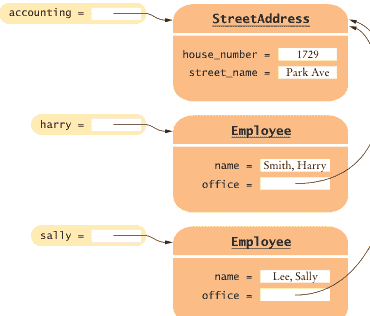 accounting =
StreetAddress
house_number = 1729
street_name = Park Ave
harry =
Employee
name = Smith, Harry
office =
sally =
Employee
name = Lee, Sally
office =